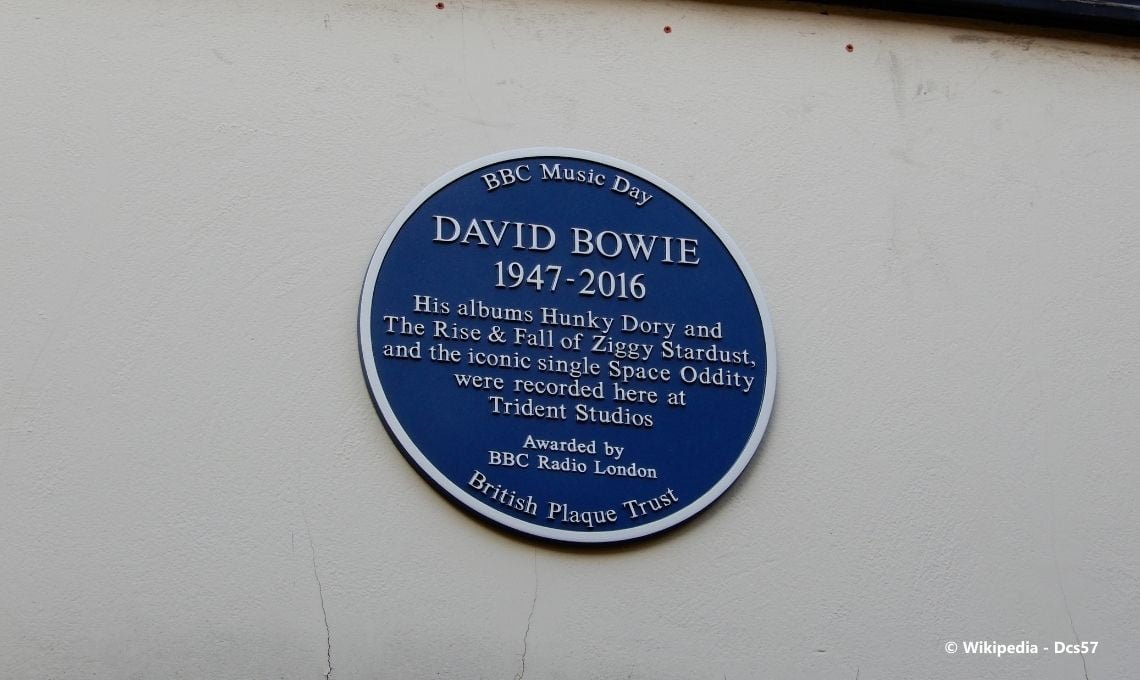 BBC Music Day
DAVID BOWIE
1947-2016
His albums Hunky Dory and
The Rise & Fall of Ziggy Stardust,
and the iconic single Space Oddity
were recorded here at
Trident Studios
Awarded by
BBC Radio London
British Plaque Trust
© Wikipedia - Dcs57